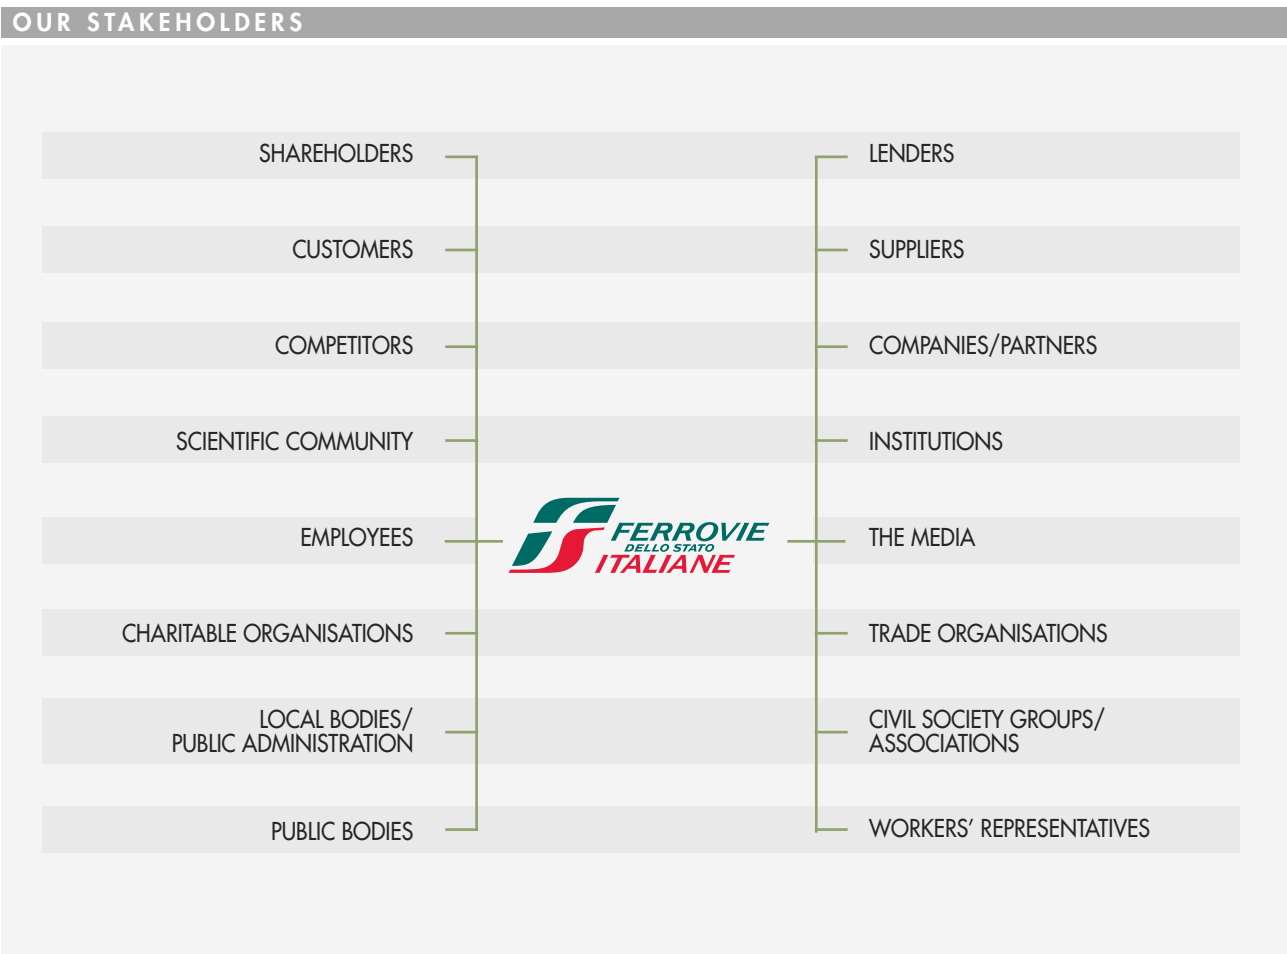 OUR STAKEHOLDERS
SHAREHOLDERS
CUSTOMERS
COMPETITORS
SCIENTIFIC COMMUNITY
EMPLOYEES
CHARITABLE ORGANISATIONS
LOCAL BODIES/
PUBLIC ADMINISTRATION
PUBLIC BODIES
FERROVIE
DELLO STATO
ITALIANE
LENDERS
SUPPLIERS
COMPANIES/PARTNERS
INSTITUTIONS
THE MEDIA
TRADE ORGANISATIONS
CIVIL SOCIETY GROUPS/
ASSOCIATIONS
WORKERS’ REPRESENTATIVES